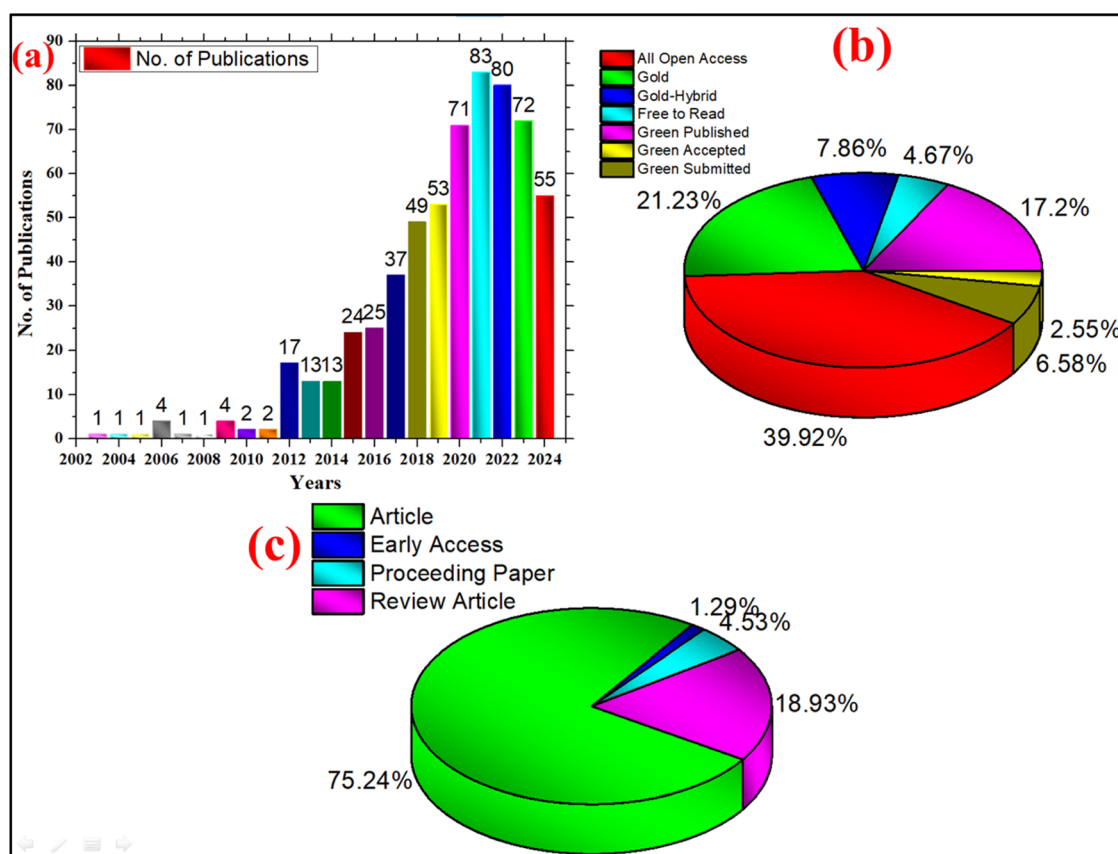 (a)
No. of Publications
90
80
70
60
50
40
30
20
10
0
No. of Publications
1
1
1
4
1
1
4
2
2
17
13
13
24
25
37
49
53
71
83
80
72
55
2002 2004 2006 2008 2010 2012 2014 2016 2018 2020 2022 2024
Years
(b)
All Open Access
Gold
Gold-Hybrid
Free to Read
Green Published
Green Accepted
Green Submitted
7.86%
4.67%
21.23%
17.2%
2.55%
6.58%
39.92%
(c)
Article
Early Access
Proceeding Paper
Review Article
1.29%
4.53%
18.93%
75.24%